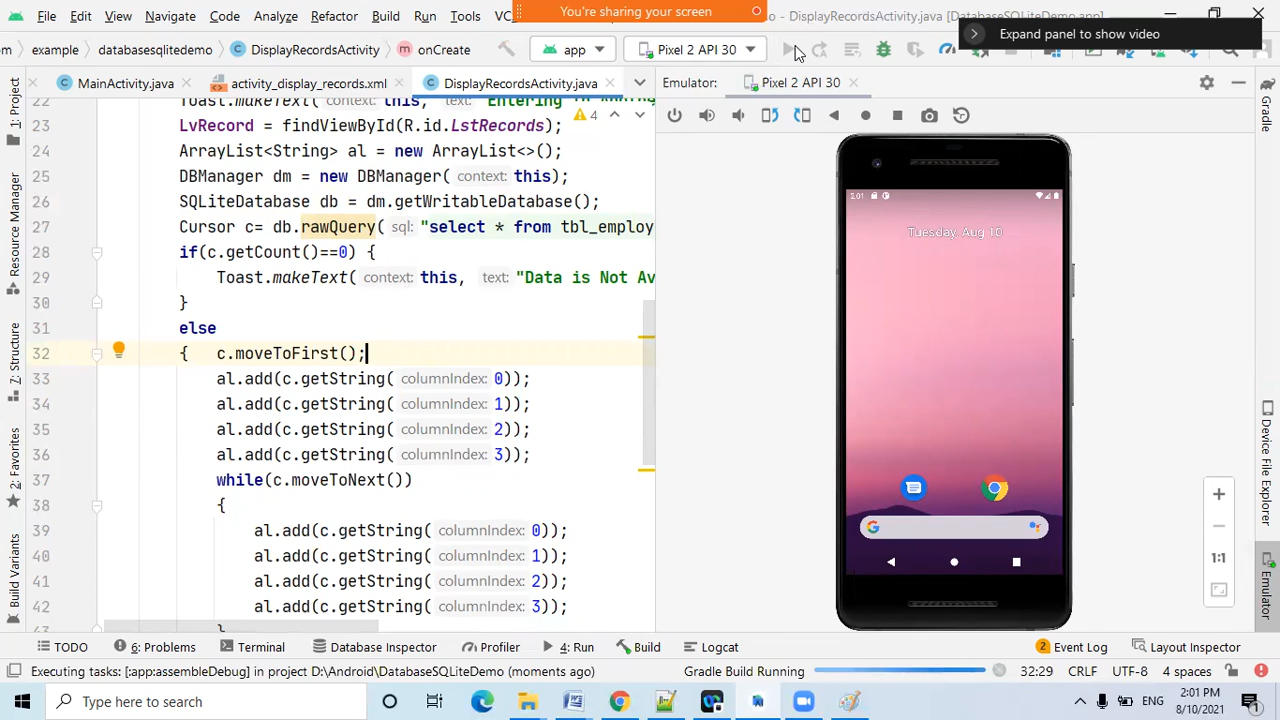 File Edit View Navigate Code Analyze Refactor Build Run Tools VC
You're sharing your screen
- DisplayRecordsActivity.java [DatabaseSQLiteDemo.app]
Expand panel to show video
m example databasesqlitedemo DisplayRecordsActivity onCreate app Pixel 2 API 30
MainActivity.java activity_display_records.xml DisplayRecordsActivity.java
Emulator: Pixel 2 API 30
1: Project
Resource Manager
Z: Structure
2: Favorites
Build Variants
22 Toast.makeText( context: this, text: "Entering
4
23 LvRecord = findViewById(R.id.LstRecords);
24 ArrayList<String> al = new ArrayList<>();
25 DBManager dm = new DBManager( context: this);
26 SQLiteDatabase db = dm.getWritableDatabase();
27 Cursor c= db.rawQuery( sql: "select * from tbl_employ
28 if(c.getCount()==0) {
29 Toast.makeText( context: this, text: "Data is Not Av
30 }
31 else
32 { c.moveToFirst();
33 al.add(c.getString( columnIndex: 0));
34 al.add(c.getString( columnIndex: 1));
35 al.add(c.getString( columnIndex: 2));
36 al.add(c.getString( columnIndex: 3));
37 while(c.moveToNext())
38 {
39 al.add(c.getString( columnIndex: 0));
40 al.add(c.getString( columnIndex: 1));
41 al.add(c.getString( columnIndex: 2));
42 d(c.getString( columnIndex: 3));
43 }
2:01
Tuesday, Aug 10
1:1
Gradle
Device File Explorer
Emulator
TODO 6: Problems Terminal Database Inspector Profiler 4: Run Build Logcat 2 Event Log Layout Inspector
Executing tasks: [:app:assembleDebug] in project D:\Android\DatabaseSQLiteDemo (moments ago) Gradle Build Running 32:29 CRLF UTF-8 4 spaces
Type here to search
ENG
2:01 PM
8/10/2021
1